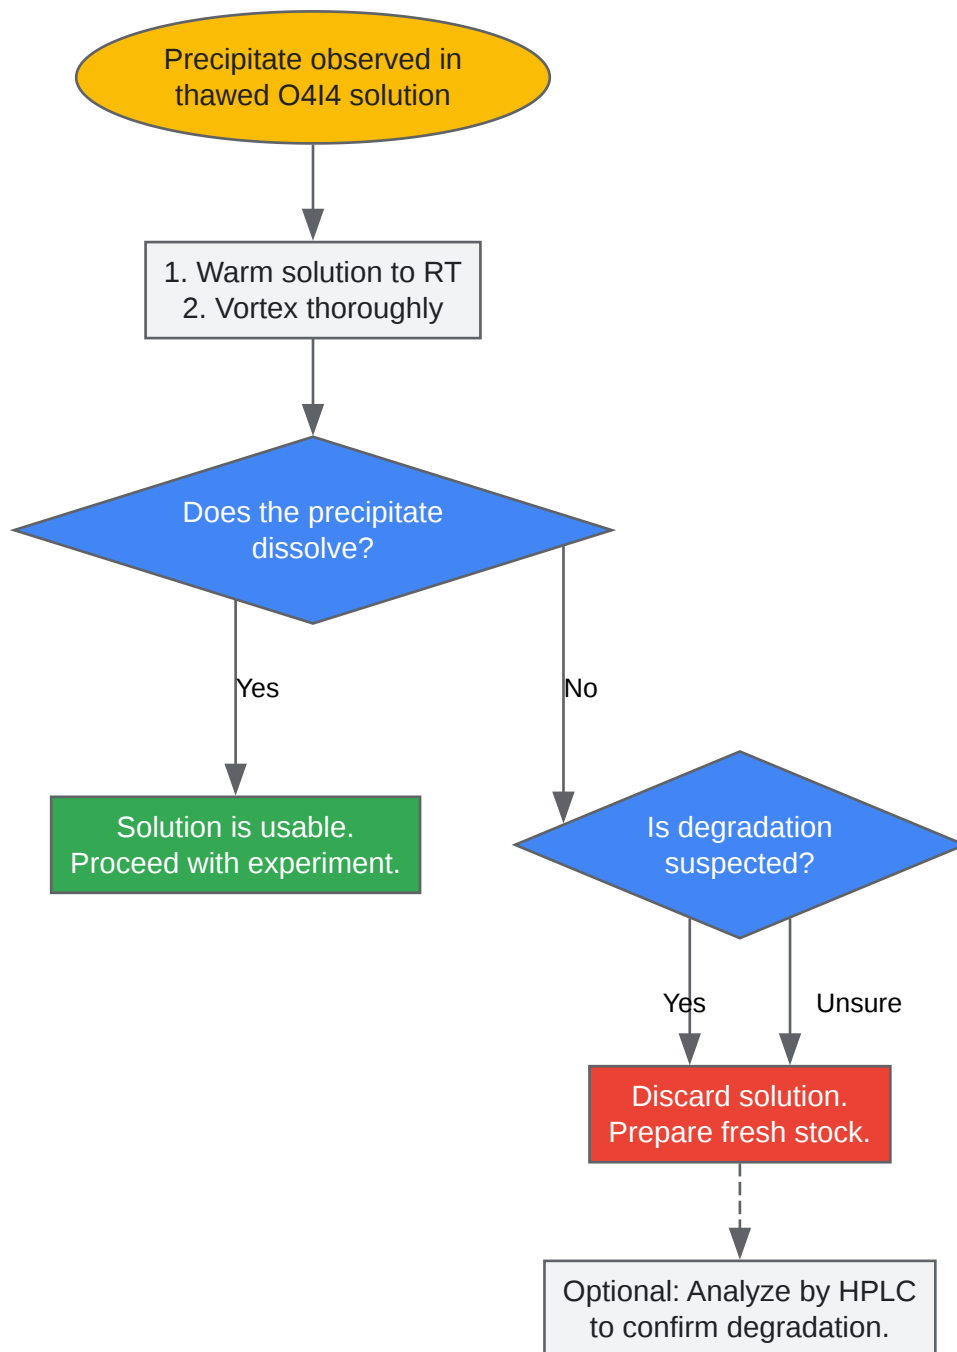 Precipitate observed in
thawed O4I4 solution
1. Warm solution to RT
2. Vortex thoroughly
Does the precipitate
dissolve?
Yes
No
Solution is usable.
Proceed with experiment.
Is degradation
suspected?
Yes
Unsure
Discard solution.
Prepare fresh stock.
Optional: Analyze by HPLC
to confirm degradation.